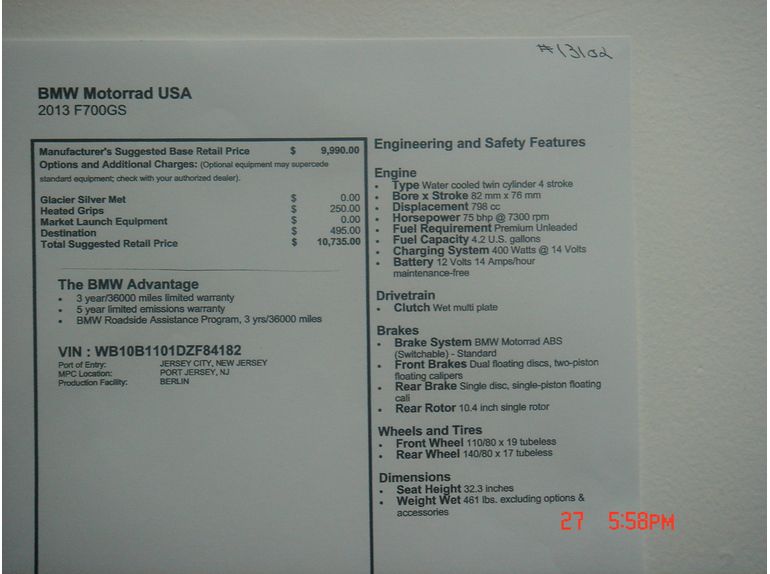 #13102
BMW Motorrad USA
2013 F700GS
Manufacturer's Suggested Base Retail Price $ 9,990.00
Options and Additional Charges: (Optional equipment may supercede
standard equipment; check with your authorized dealer).
Glacier Silver Met $ 0.00
Heated Grips $ 250.00
Market Launch Equipment $ 0.00
Destination $ 495.00
Total Suggested Retail Price $ 10,735.00
The BMW Advantage
• 3 year/36000 miles limited warranty
• 5 year limited emissions warranty
• BMW Roadside Assistance Program, 3 yrs/36000 miles
VIN : WB10B1101DZF84182
Port of Entry: JERSEY CITY, NEW JERSEY
MPC Location: PORT JERSEY, NJ
Production Facility: BERLIN
Engineering and Safety Features
Engine
• Type Water cooled twin cylinder 4 stroke
• Bore x Stroke 82 mm x 76 mm
• Displacement 798 cc
• Horsepower 75 bhp @ 7300 rpm
• Fuel Requirement Premium Unleaded
• Fuel Capacity 4.2 U.S. gallons
• Charging System 400 Watts @ 14 Volts
• Battery 12 Volts 14 Amps/hour
maintenance-free
Drivetrain
• Clutch Wet multi plate
Brakes
• Brake System BMW Motorrad ABS
(Switchable) - Standard
• Front Brakes Dual floating discs, two-piston
floating calipers
• Rear Brake Single disc, single-piston floating
cali
• Rear Rotor 10.4 inch single rotor
Wheels and Tires
• Front Wheel 110/80 x 19 tubeless
• Rear Wheel 140/80 x 17 tubeless
Dimensions
• Seat Height 32.3 inches
• Weight Wet 461 lbs. excluding options &
accessories
27 5:58PM